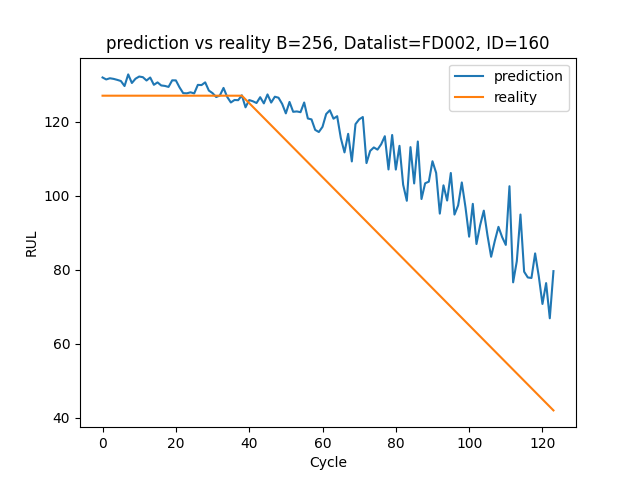 prediction vs reality B=256, Datalist=FD002, ID=160
prediction
reality
120
100
80
60
40
RUL
0 20 40 60 80 100 120
Cycle